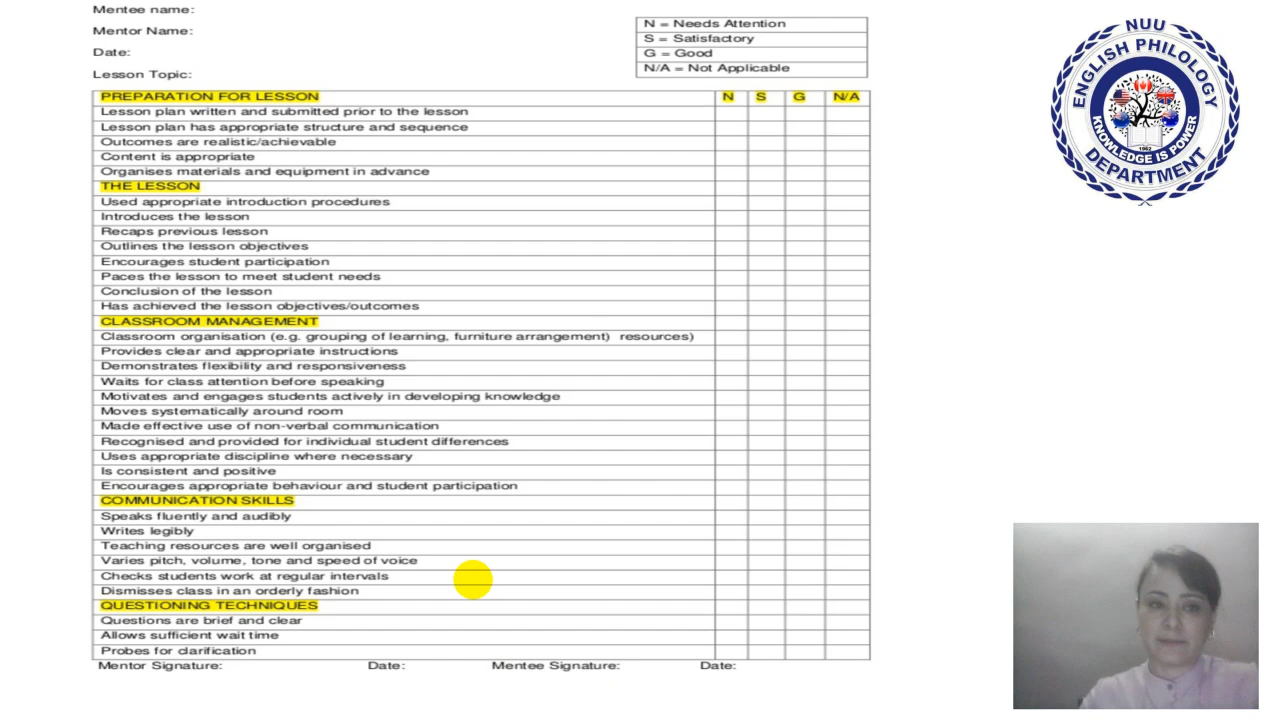 Mentee name:
Mentor Name:
Date:
Lesson Topic:
N = Needs Attention
S = Satisfactory
G = Good
N/A = Not Applicable
PREPARATION FOR LESSON N S G N/A
Lesson plan written and submitted prior to the lesson
Lesson plan has appropriate structure and sequence
Outcomes are realistic/achievable
Content is appropriate
Organises materials and equipment in advance
THE LESSON
Used appropriate introduction procedures
Introduces the lesson
Recaps previous lesson
Outlines the lesson objectives
Encourages student participation
Paces the lesson to meet student needs
Conclusion of the lesson
Has achieved the lesson objectives/outcomes
CLASSROOM MANAGEMENT
Classroom organisation (e.g. grouping of learning, furniture arrangement) resources)
Provides clear and appropriate instructions
Demonstrates flexibility and responsiveness
Waits for class attention before speaking
Motivates and engages students actively in developing knowledge
Moves systematically around room
Made effective use of non-verbal communication
Recognised and provided for individual student differences
Uses appropriate discipline where necessary
Is consistent and positive
Encourages appropriate behaviour and student participation
COMMUNICATION SKILLS
Speaks fluently and audibly
Writes legibly
Teaching resources are well organised
Varies pitch, volume, tone and speed of voice
Checks students work at regular intervals
Dismisses class in an orderly fashion
QUESTIONING TECHNIQUES
Questions are brief and clear
Allows sufficient wait time
Probes for clarification
Mentor Signature: Date: Mentee Signature: Date:
NUU
ENGLISH PHILOLOGY
KNOWLEDGE IS POWER
1962
DEPARTMENT